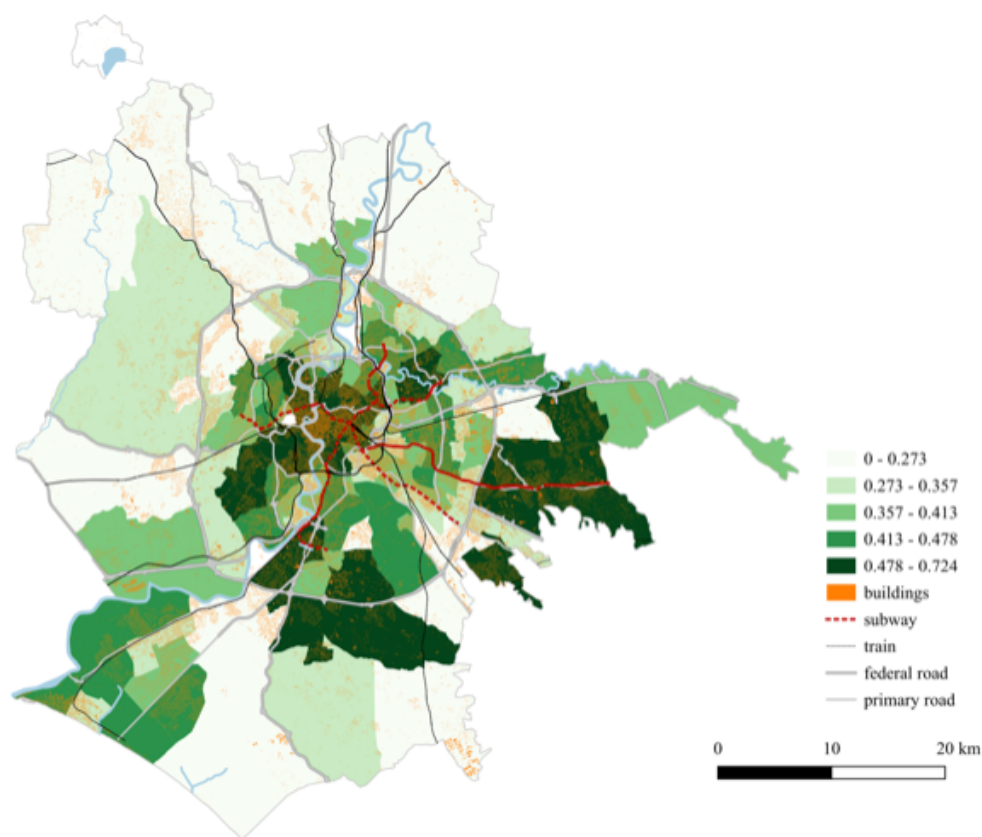 0 - 0.273
0.273 - 0.357
0.357 - 0.413
0.413 - 0.478
0.478 - 0.724
buildings
subway
train
federal road
primary road
0 10 20 km